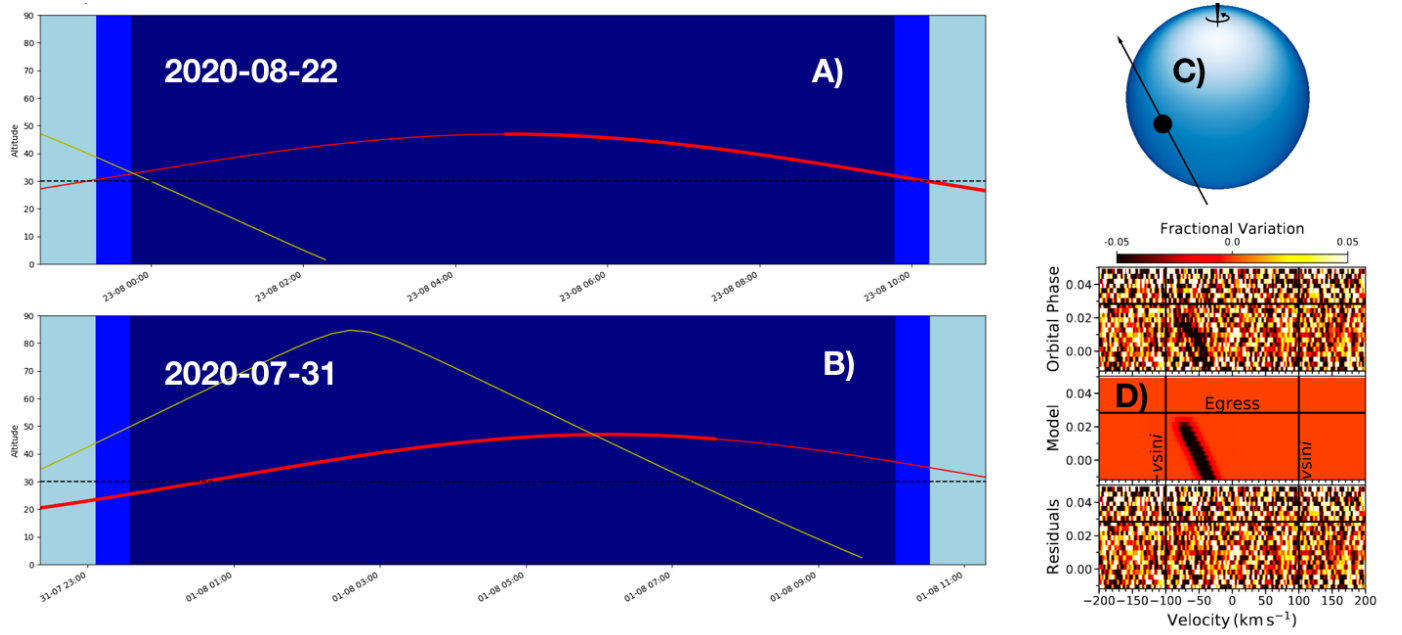 2020-08-22
A)
Altitude
90
80
70
60
50
40
30
20
10
0
23-08 00:00
23-08 02:00
23-08 04:00
23-08 06:00
23-08 08:00
23-08 10:00
2020-07-31
B)
Altitude
90
80
70
60
50
40
30
20
10
0
31-07 23:00
01-08 01:00
01-08 03:00
01-08 05:00
01-08 07:00
01-08 09:00
01-08 11:00
C)
Fractional Variation
-0.05 0.0 0.05
Orbital Phase
0.04
0.02
0.00
D)
Model
0.04
0.02
0.00
Egress
−vsini
vsini
Residuals
0.04
0.02
0.00
−200 −150 −100 −50 0 50 100 150 200
Velocity (km s⁻¹)